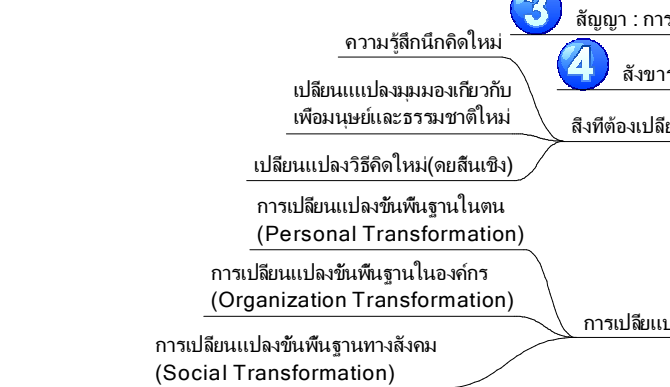 3 สัญญา : การ
ความรู้สึกนึกคิดใหม่
4 สังขาร
เปลี่ยนแแปลงมุมมองเกี่ยวกับ
เพื่อมนุษย์และธรรมชาติใหม่
สิ่งที่ต้องเปลี่ย
เปลี่ยนแปลงวิธีคิดใหม่(ดยสิ้นเชิง)
การเปลี่ยนแปลงขั้นพื้นฐานในตน
(Personal Transformation)
การเปลี่ยนแปลงขั้นพื้นฐานในองค์กร
(Organization Transformation)
การเปลี่ยแป
การเปลี่ยนแปลงขั้นพื้นฐานทางสังคม
(Social Transformation)